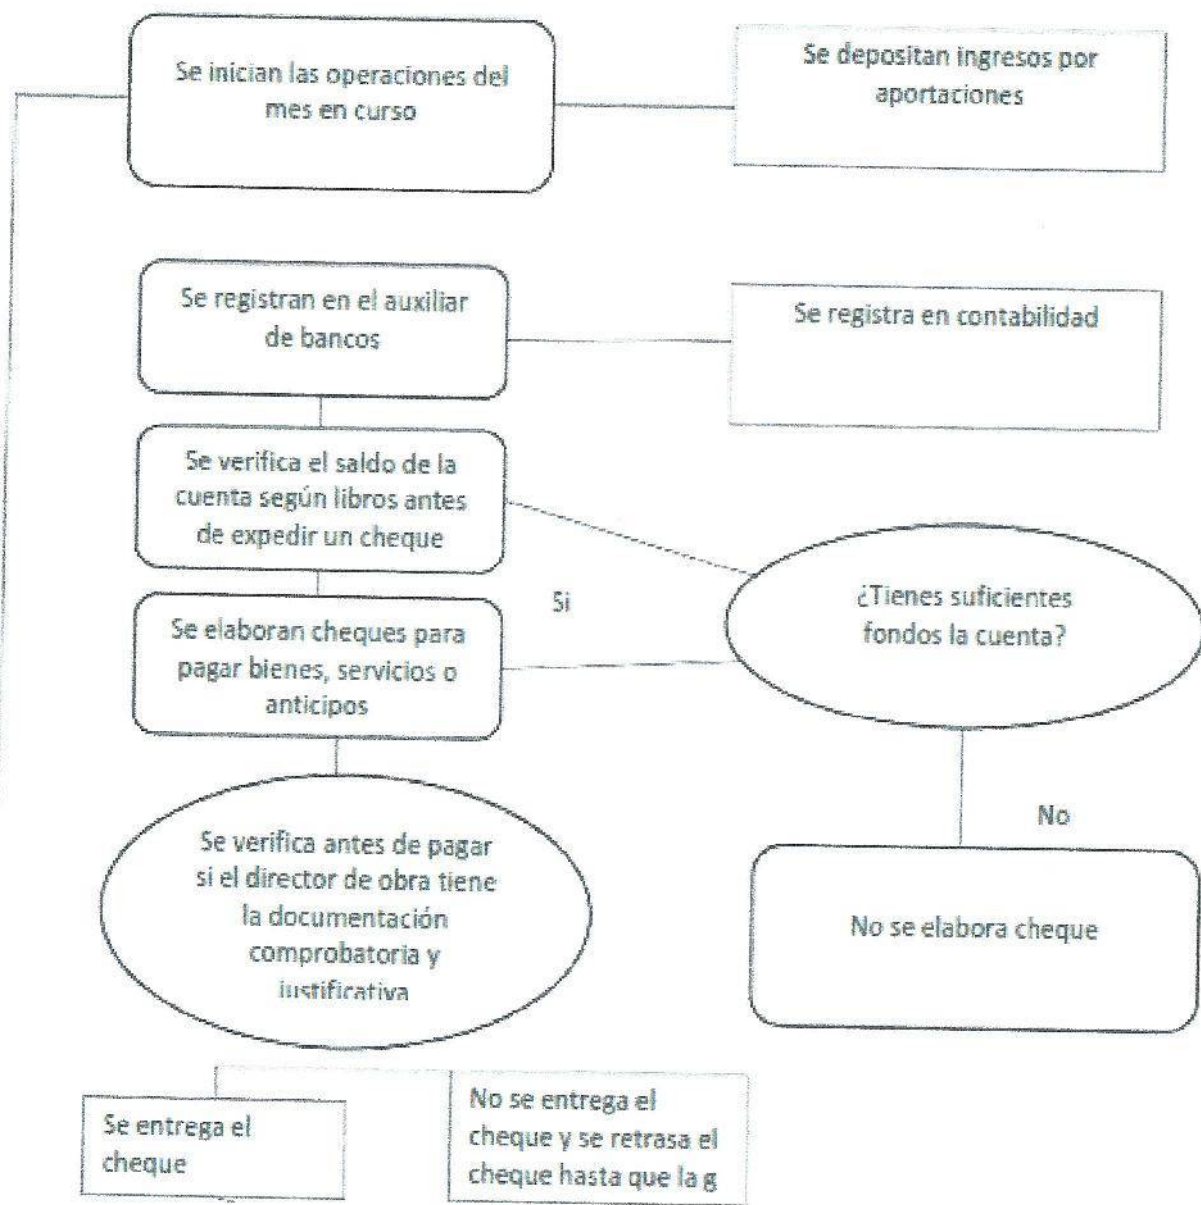 Se inician las operaciones del
mes en curso
Se depositan ingresos por
aportaciones
Se registran en el auxiliar
de bancos
Se registra en contabilidad
Se verifica el saldo de la
cuenta según libros antes
de expedir un cheque
Si
¿Tienes suficientes
fondos la cuenta?
Se elaboran cheques para
pagar bienes, servicios o
anticipos
No
Se verifica antes de pagar
si el director de obra tiene
la documentación
comprobatoria y
justificativa
No se elabora cheque
Se entrega el
cheque
No se entrega el
cheque y se retrasa el
cheque hasta que la g